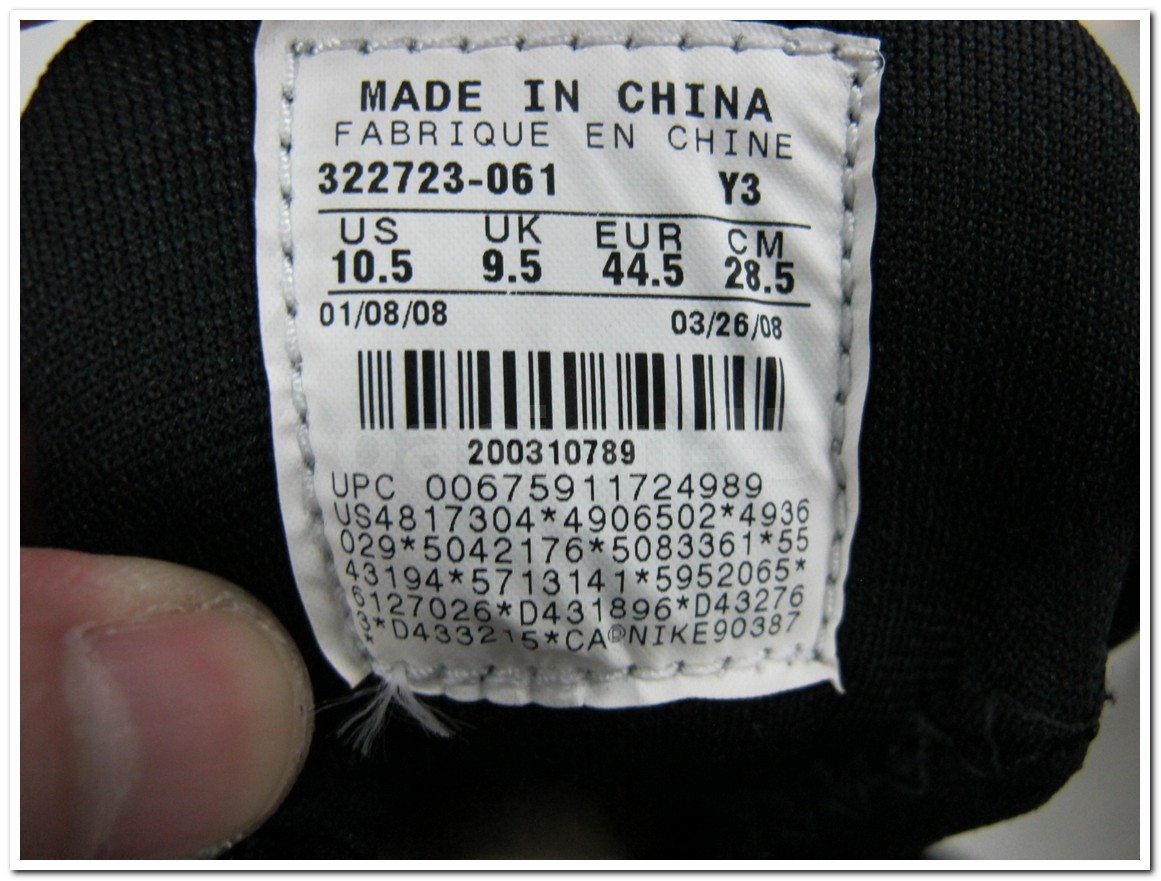 MADE IN CHINA
FABRIQUE EN CHINE
322723-061 Y3
US UK EUR CM
10.5 9.5 44.5 28.5
01/08/08 03/26/08
200310789
UPC 00675911724989
US4817304*4906502*4936
029*5042176*5083361*55
43194*5713141*5952065*
6127026*D431896*D43276
3*D433215*CA®NIKE90387
*